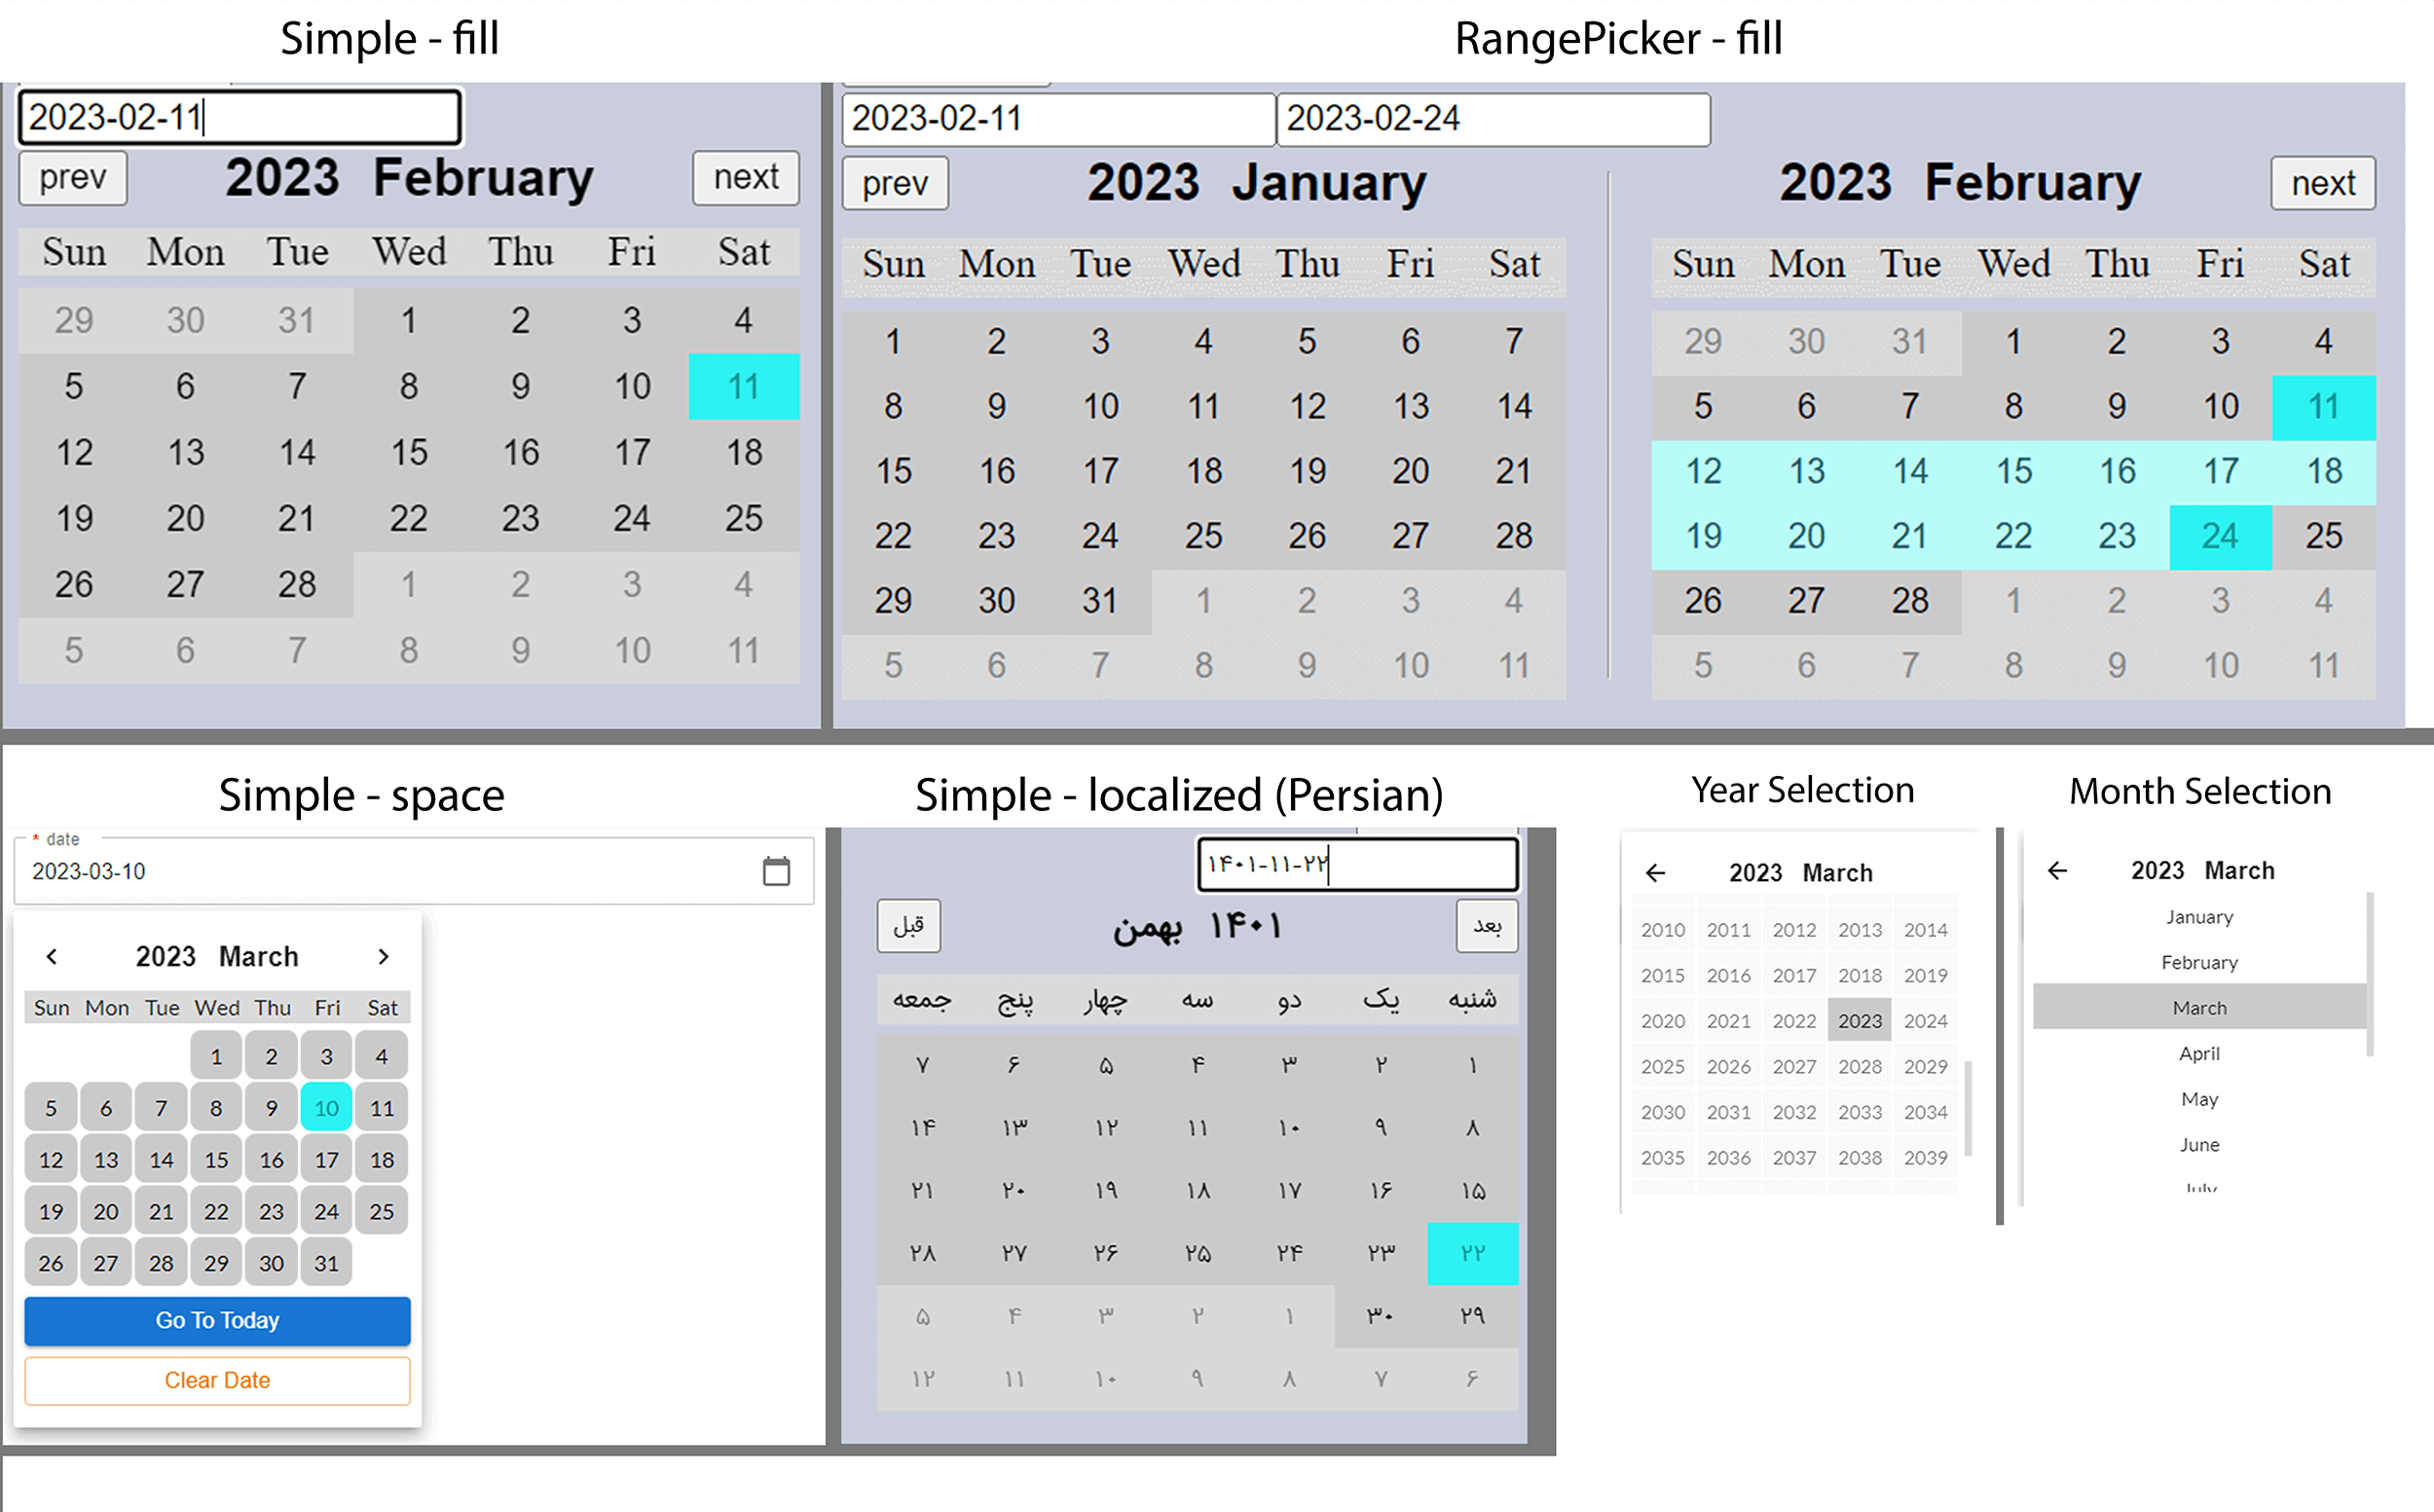 Simple - fill
2023-02-11
prev 2023 February next
Sun Mon Tue Wed Thu Fri Sat
29 30 31 1 2 3 4
5 6 7 8 9 10 11
12 13 14 15 16 17 18
19 20 21 22 23 24 25
26 27 28 1 2 3 4
5 6 7 8 9 10 11
RangePicker - fill
2023-02-11 2023-02-24
prev 2023 January
Sun Mon Tue Wed Thu Fri Sat
1 2 3 4 5 6 7
8 9 10 11 12 13 14
15 16 17 18 19 20 21
22 23 24 25 26 27 28
29 30 31 1 2 3 4
5 6 7 8 9 10 11
2023 February next
Sun Mon Tue Wed Thu Fri Sat
29 30 31 1 2 3 4
5 6 7 8 9 10 11
12 13 14 15 16 17 18
19 20 21 22 23 24 25
26 27 28 1 2 3 4
5 6 7 8 9 10 11
Simple - space
* date
2023-03-10
2023 March
Sun Mon Tue Wed Thu Fri Sat
1 2 3 4
5 6 7 8 9 10 11
12 13 14 15 16 17 18
19 20 21 22 23 24 25
26 27 28 29 30 31
Go To Today
Clear Date
Simple - localized (Persian)
۱۴۰۱-۱۱-۲۲
قبل
۱۴۰۱ بهمن
بعد
شنبه یک دو سه چهار پنج جمعه
۱ ۲ ۳ ۴ ۵ ۶ ۷
۸ ۹ ۱۰ ۱۱ ۱۲ ۱۳ ۱۴
۱۵ ۱۶ ۱۷ ۱۸ ۱۹ ۲۰ ۲۱
۲۲ ۲۳ ۲۴ ۲۵ ۲۶ ۲۷ ۲۸
۲۹ ۳۰ ۱ ۲ ۳ ۴ ۵
۶ ۷ ۸ ۹ ۱۰ ۱۱ ۱۲
Year Selection
2023 March
2010 2011 2012 2013 2014
2015 2016 2017 2018 2019
2020 2021 2022 2023 2024
2025 2026 2027 2028 2029
2030 2031 2032 2033 2034
2035 2036 2037 2038 2039
Month Selection
2023 March
January
February
March
April
May
June
July